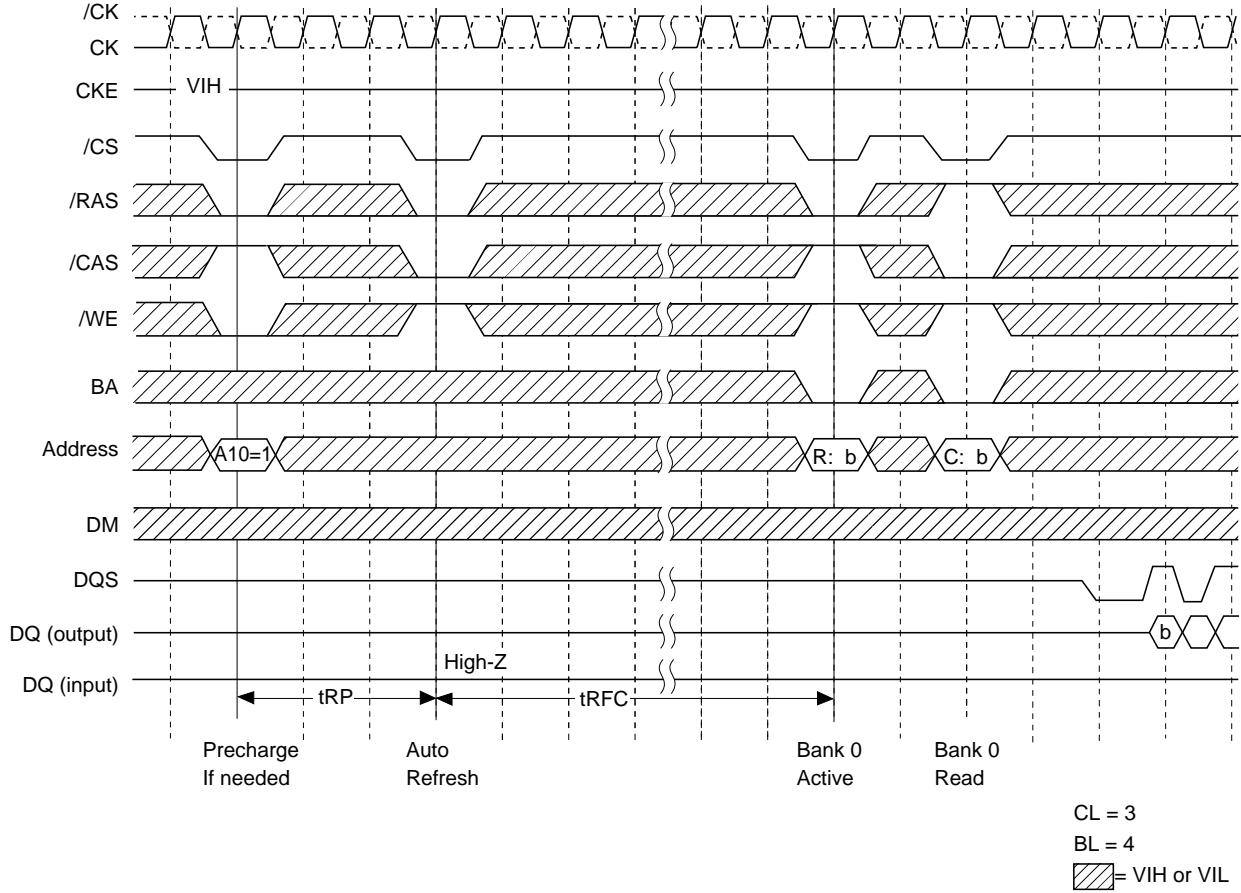 /CK
CK
CKE
VIH
/CS
/RAS
/CAS
/WE
BA
Address
A10=1
R: b
C: b
DM
DQS
DQ (output)
b
High-Z
DQ (input)
tRP
tRFC
Precharge
If needed
Auto
Refresh
Bank 0
Active
Bank 0
Read
CL = 3
BL = 4
= VIH or VIL